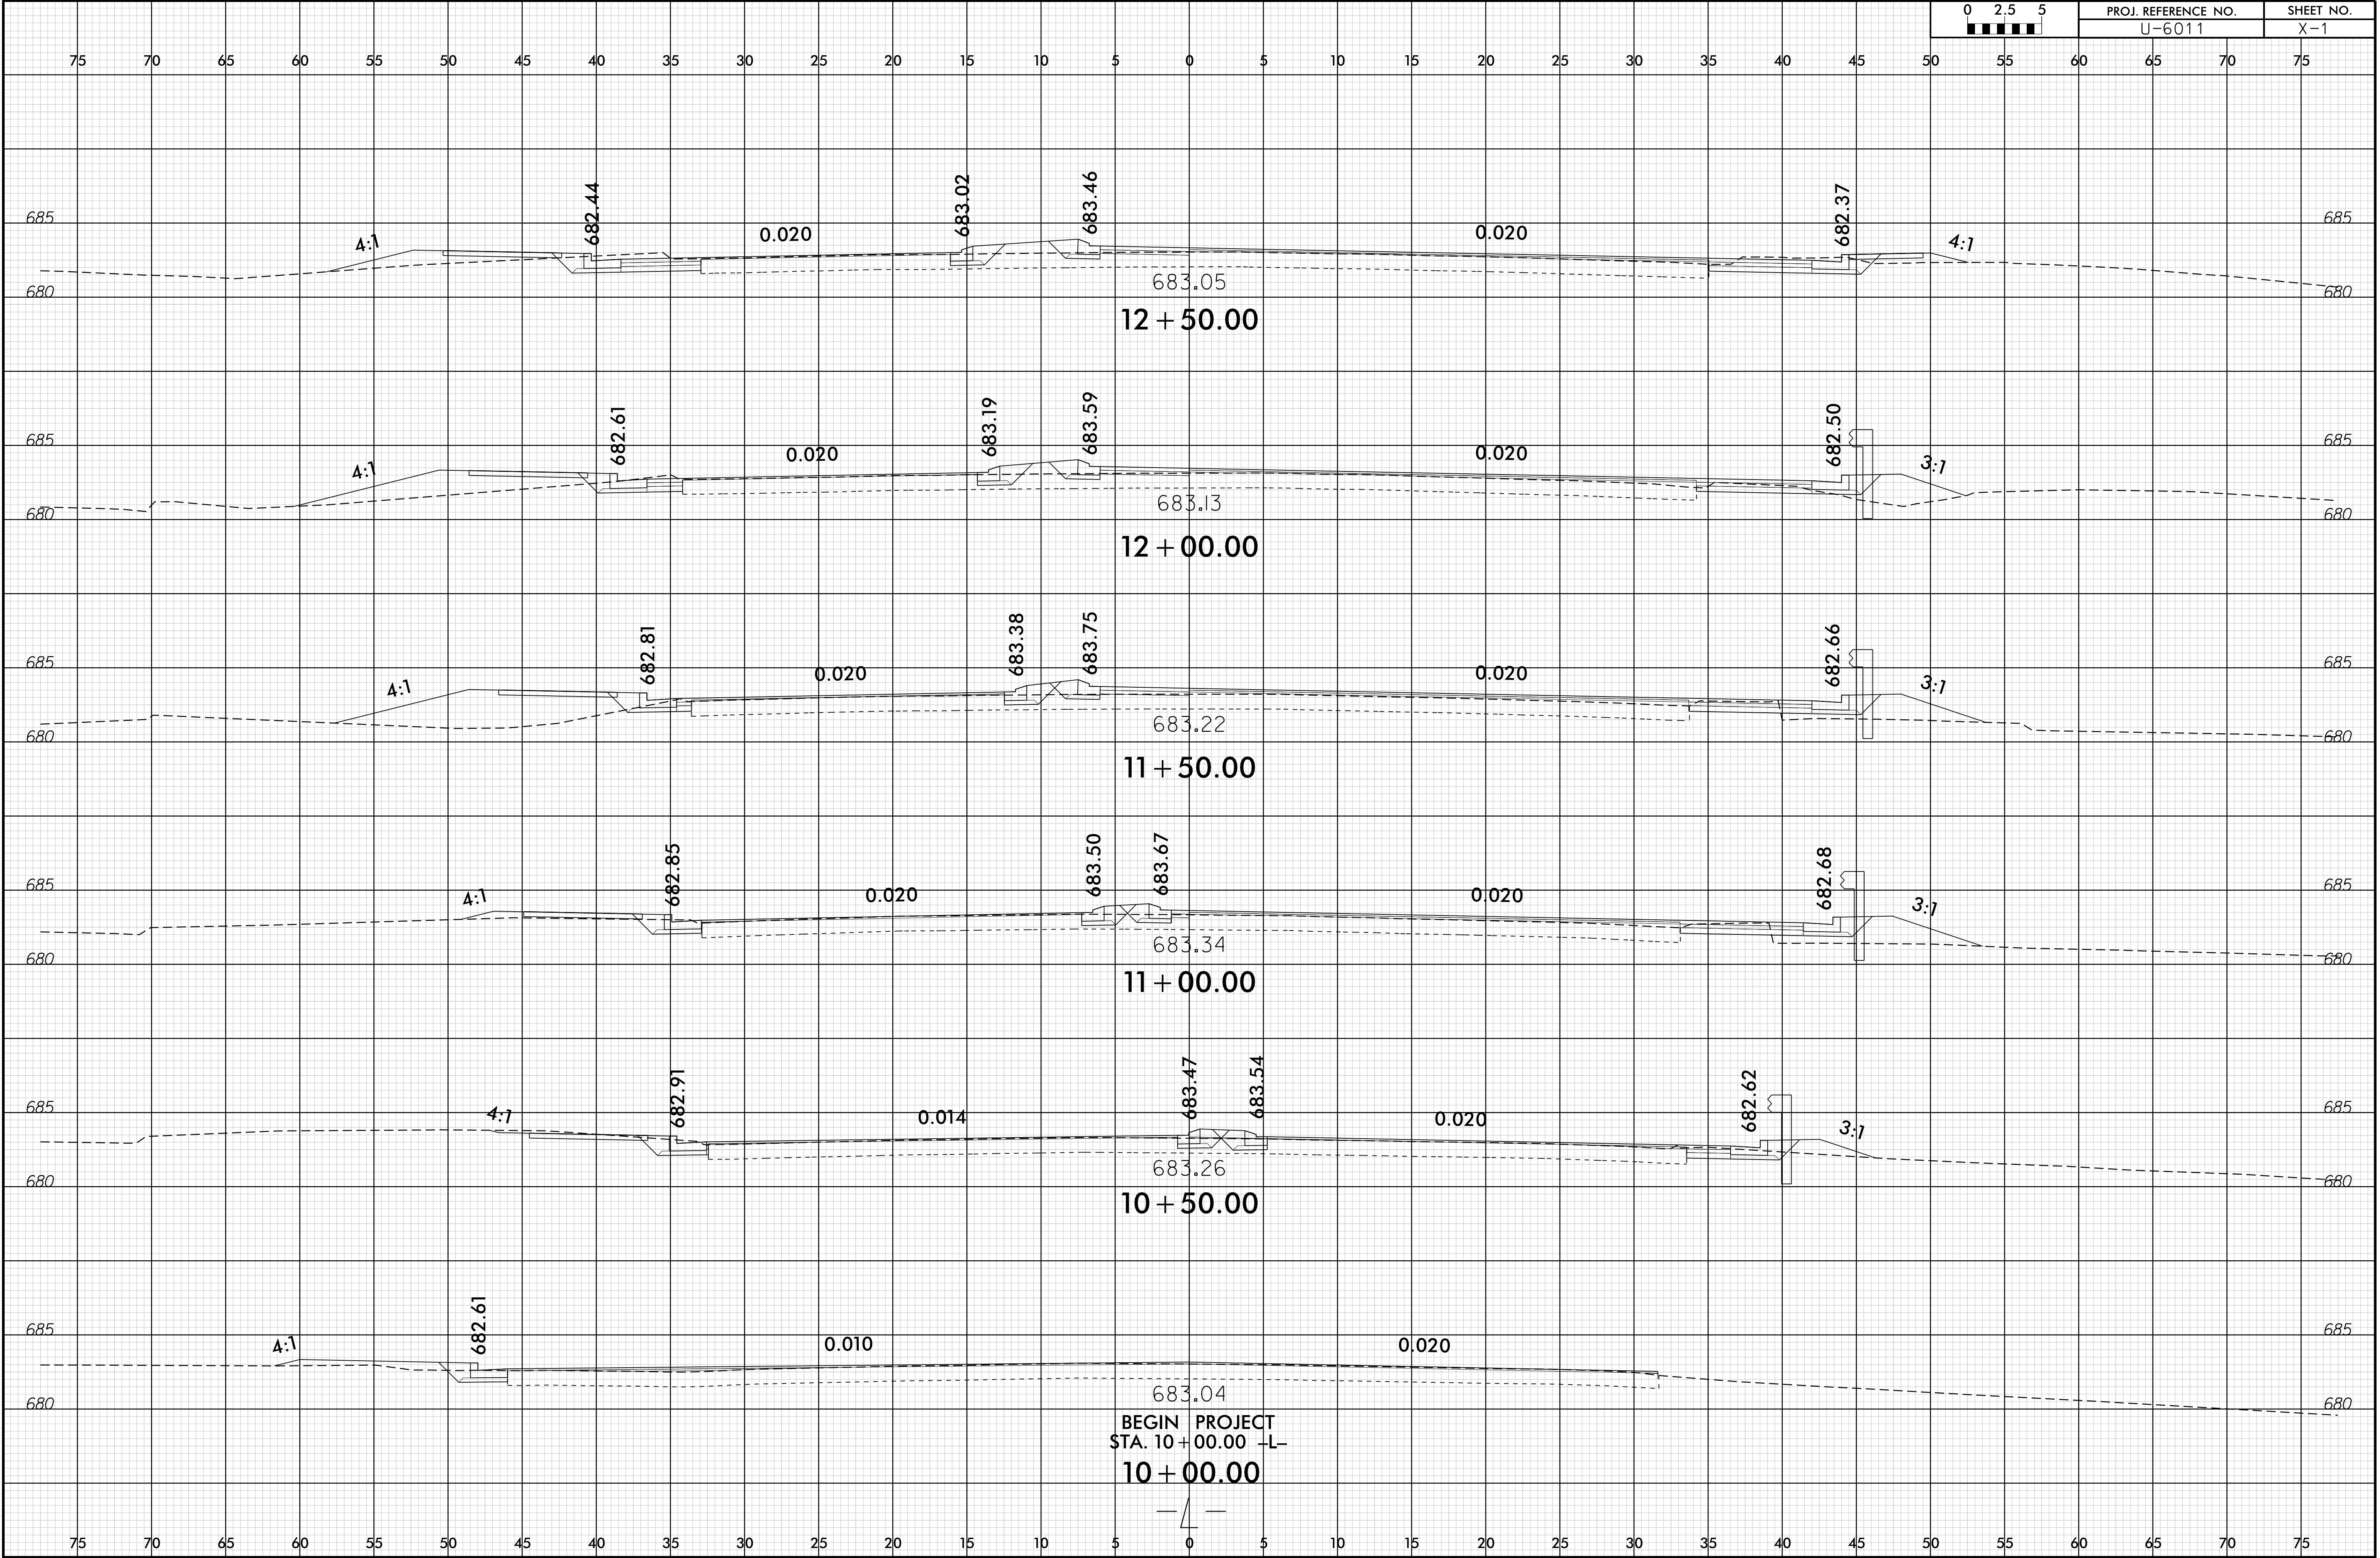 0 2.5 5
PROJ. REFERENCE NO. SHEET NO.
U-6011 X-1
75 70 65 60 55 50 45 40 35 30 25 20 15 10 5 0 5 10 15 20 25 30 35 40 45 50 55 60 65 70 75
682.44 683.02 683.46 682.37
685 685
4:1 0.020 0.020 4:1
680 683.05 680
12+50.00
682.61 683.19 683.59 682.50
685 685
4:1 0.020 0.020 3:1
680 683.13 680
12+00.00
682.81 683.38 683.75 682.66
685 685
4:1 0.020 0.020 3:1
680 683.22 680
11+50.00
682.85 683.50 683.67 682.68
685 685
4:1 0.020 0.020 3:1
680 683.34 680
11+00.00
682.91 683.47 683.54 682.62
685 685
4:1 0.014 0.020 3:1
680 683.26 680
10+50.00
682.61
685 685
4:1 0.010 0.020
680 683.04 680
BEGIN PROJECT
STA. 10+00.00 -L-
10+00.00
-L-
75 70 65 60 55 50 45 40 35 30 25 20 15 10 5 0 5 10 15 20 25 30 35 40 45 50 55 60 65 70 75